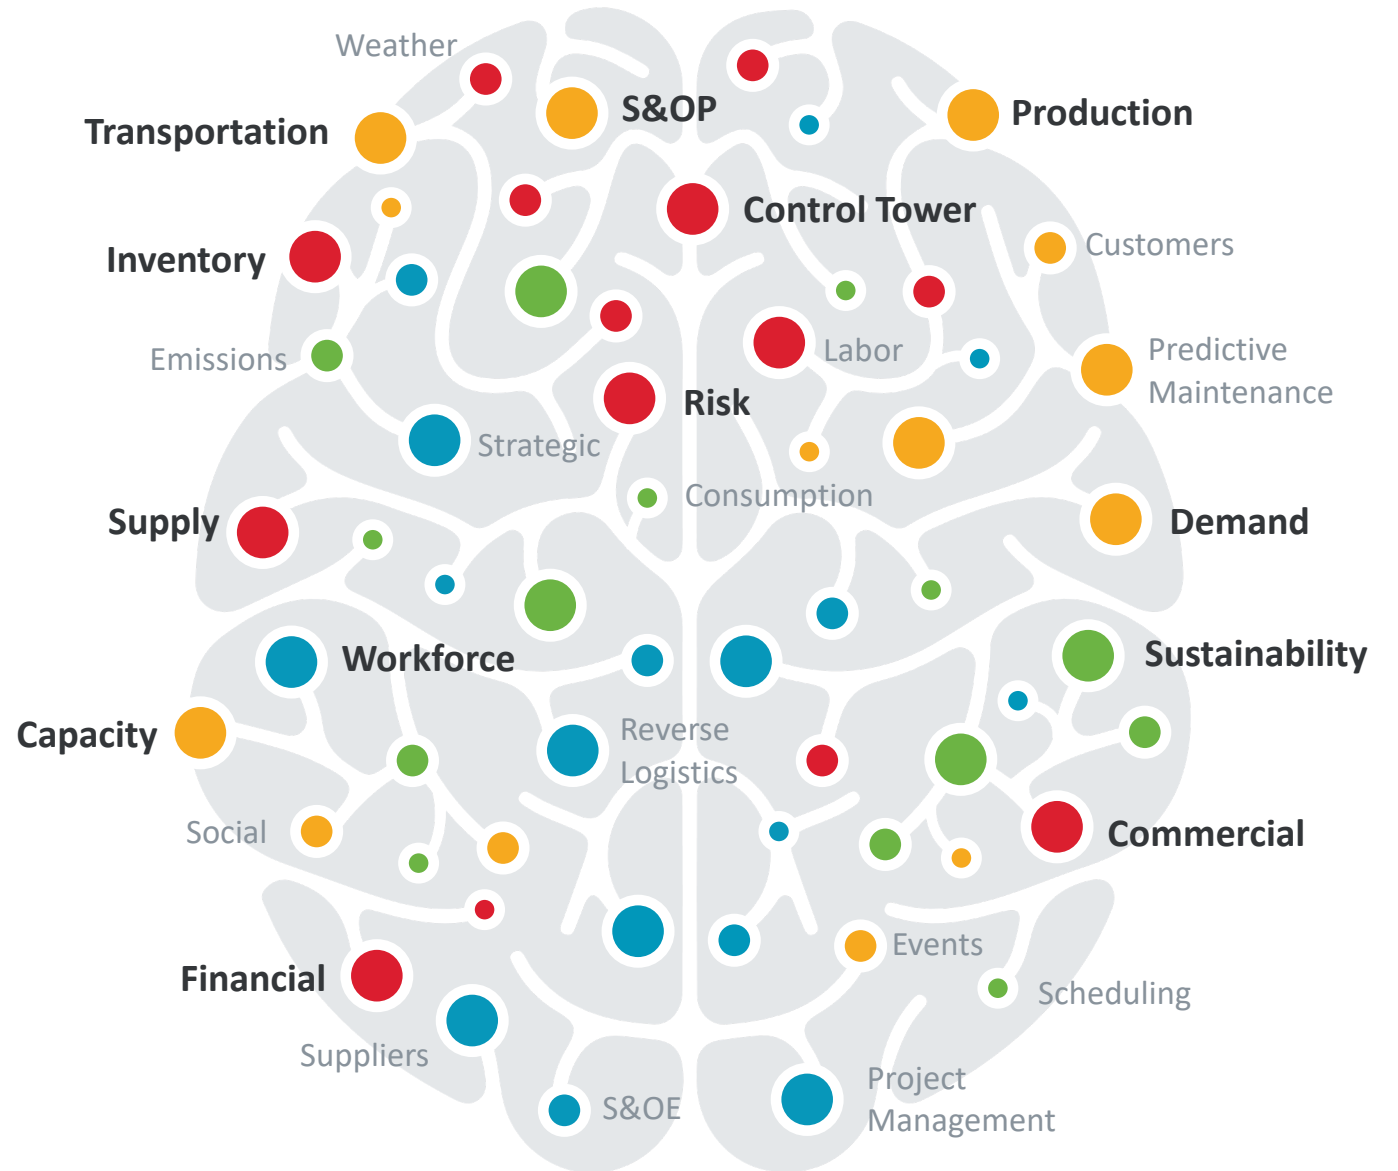 Weather
S&OP
Production
Transportation
Control Tower
Customers
Inventory
Labor
Predictive
Maintenance
Emissions
Risk
Strategic
Consumption
Supply
Demand
Workforce
Sustainability
Capacity
Reverse
Logistics
Social
Commercial
Events
Financial
Scheduling
Suppliers
Project
Management
S&OE